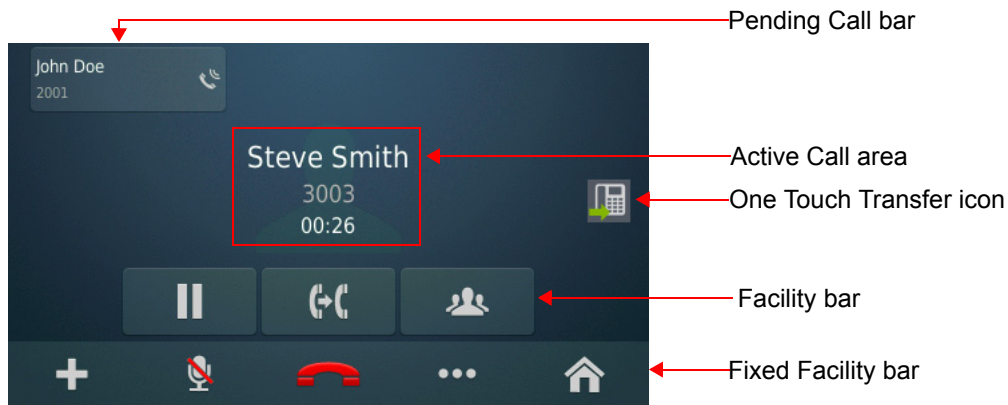 Pending Call bar
John Doe
2001
Steve Smith
3003
00:26
Active Call area
One Touch Transfer icon
Facility bar
Fixed Facility bar